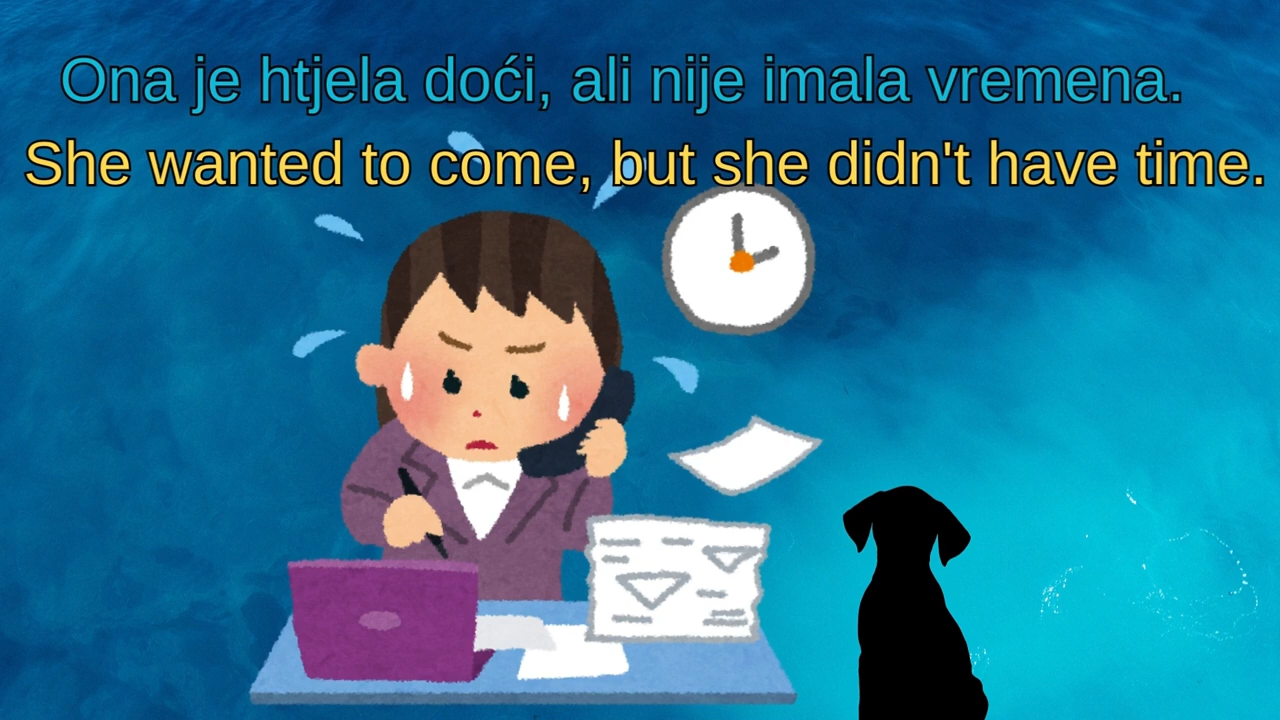 Ona je htjela doći, ali nije imala vremena.
She wanted to come, but she didn't have time.